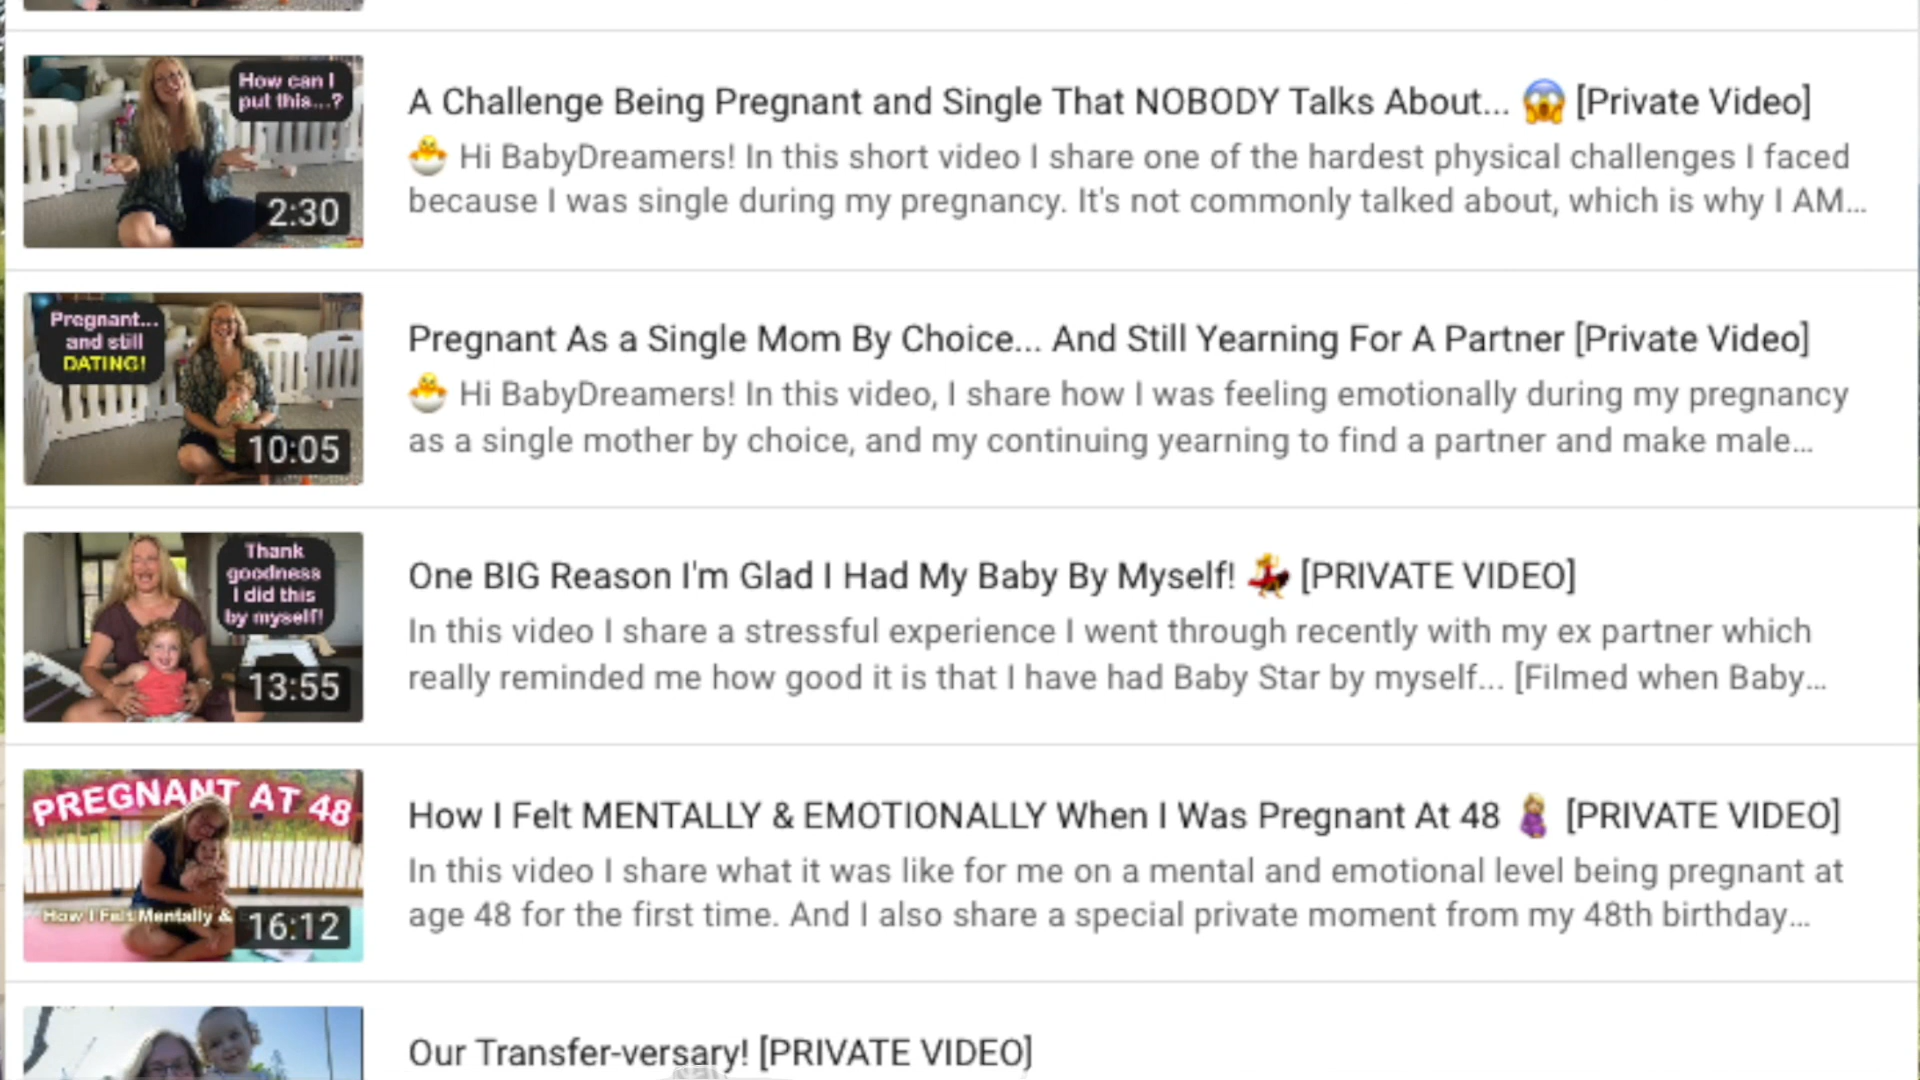 How can I
put this...?
2:30
A Challenge Being Pregnant and Single That NOBODY Talks About... 😱 [Private Video]
🐣 Hi BabyDreamers! In this short video I share one of the hardest physical challenges I faced
because I was single during my pregnancy. It's not commonly talked about, which is why I AM...
Pregnant...
and still
DATING!
10:05
Pregnant As a Single Mom By Choice... And Still Yearning For A Partner [Private Video]
🐣 Hi BabyDreamers! In this video, I share how I was feeling emotionally during my pregnancy
as a single mother by choice, and my continuing yearning to find a partner and make male...
Thank
goodness
I did this
by myself!
13:55
One BIG Reason I'm Glad I Had My Baby By Myself! 💃 [PRIVATE VIDEO]
In this video I share a stressful experience I went through recently with my ex partner which
really reminded me how good it is that I have had Baby Star by myself... [Filmed when Baby...
PREGNANT AT 48
How I Felt Mentally &
16:12
How I Felt MENTALLY & EMOTIONALLY When I Was Pregnant At 48 🤰 [PRIVATE VIDEO]
In this video I share what it was like for me on a mental and emotional level being pregnant at
age 48 for the first time. And I also share a special private moment from my 48th birthday...
Our Transfer-versary! [PRIVATE VIDEO]